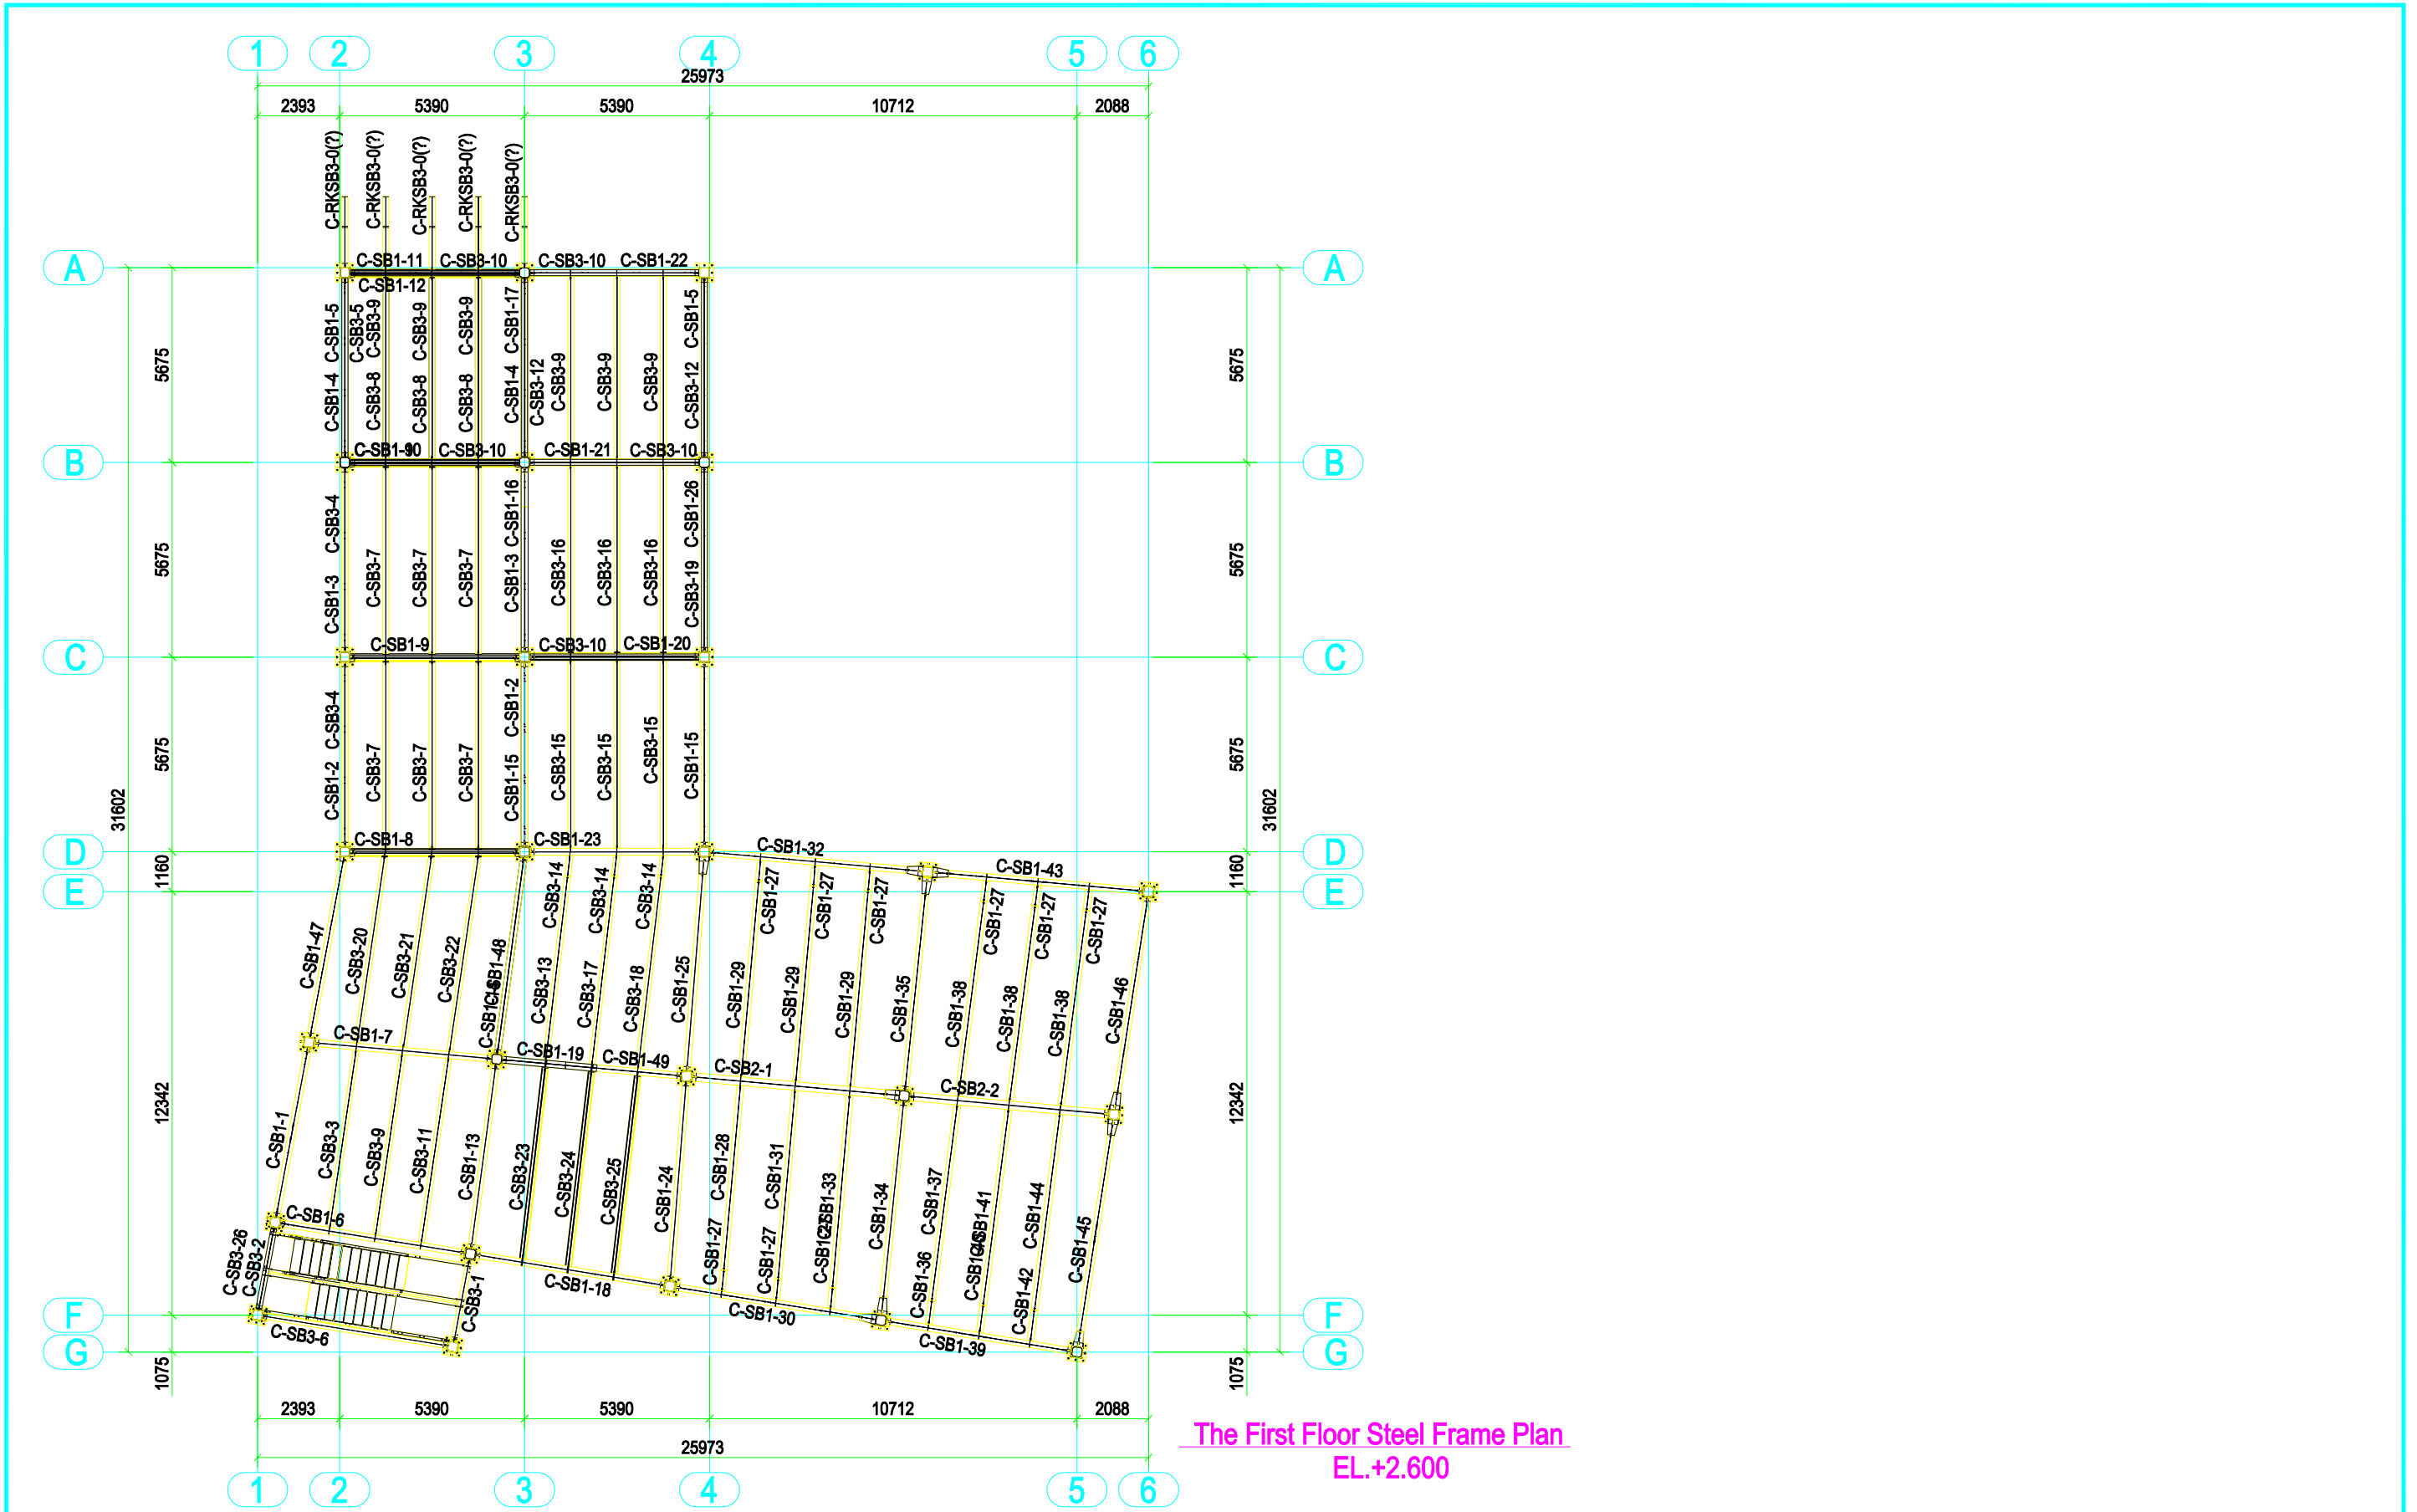 1 2 3 4 5 6
25973
2393 5390 5390 10712 2088
C-RKSB3-0(?) C-RKSB3-0(?) C-RKSB3-0(?) C-RKSB3-0(?) C-RKSB3-0(?)
A C-SB1-11 C-SB3-10 C-SB3-10 C-SB1-22 A
C-SB1-12
C-SB1-5 C-SB3-5 C-SB3-9 C-SB3-9 C-SB3-9 C-SB1-17 C-SB1-5
5675 C-SB1-4 C-SB3-8 C-SB3-8 C-SB3-8 C-SB1-4 C-SB3-12 C-SB3-9 C-SB3-9 C-SB3-9 C-SB3-12 5675
B C-SB3-10 C-SB1-21 C-SB3-10 B
C-SB3-4 C-SB1-16 C-SB1-26
5675 C-SB1-3 C-SB3-7 C-SB3-7 C-SB3-7 C-SB1-3 C-SB3-16 C-SB3-16 C-SB3-16 C-SB3-19 5675
C C-SB1-9 C-SB3-10 C-SB1-20 C
C-SB3-4 C-SB1-2
5675 C-SB1-2 C-SB3-7 C-SB3-7 C-SB3-7 C-SB1-15 C-SB3-15 C-SB3-15 C-SB3-15 C-SB1-15 5675
31602 31602
D C-SB1-8 C-SB1-23 C-SB1-32 D
1160 C-SB1-43 1160
E E
C-SB3-14 C-SB3-14 C-SB3-14 C-SB1-27 C-SB1-27 C-SB1-27 C-SB1-27 C-SB1-27 C-SB1-27
C-SB1-47 C-SB3-20 C-SB3-21 C-SB3-22 C-SB1-48 C-SB3-13 C-SB3-17 C-SB3-18 C-SB1-25 C-SB1-29 C-SB1-29 C-SB1-29 C-SB1-35 C-SB1-38 C-SB1-38 C-SB1-38 C-SB1-46
C-SB1-7 C-SB1-19 C-SB1-49 C-SB2-1 C-SB2-2
12342 12342
C-SB1-1 C-SB3-3 C-SB3-9 C-SB3-11 C-SB1-13 C-SB3-23 C-SB3-24 C-SB3-25 C-SB1-24 C-SB1-28 C-SB1-31 C-SB1-33 C-SB1-34 C-SB1-37 C-SB1-41 C-SB1-44 C-SB1-45
C-SB1-6
C-SB3-26 C-SB3-2 C-SB3-1 C-SB1-27 C-SB1-27 C-SB1-36 C-SB1-42
C-SB1-18
F C-SB3-6 C-SB1-30 C-SB1-39 F
G G
1075 1075
2393 5390 5390 10712 2088
25973
The First Floor Steel Frame Plan
EL.+2.600
1 2 3 4 5 6